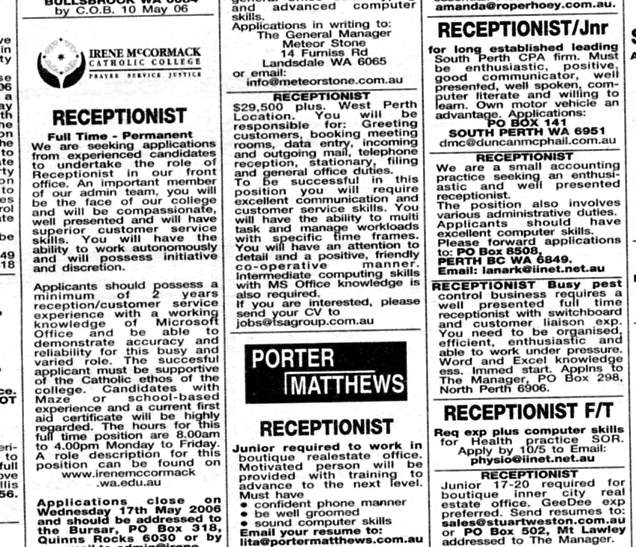 BULLSBROOK WA 6084
by C.O.B. 10 May 06
IRENE McCORMACK
CATHOLIC COLLEGE
PRAYER SERVICE JUSTICE
RECEPTIONIST
Full Time - Permanent
We are seeking applications
from experienced candidates
to undertake the role of
Receptionist in our front
office. An important member
of our admin team, you will
be the face of our college
and will be compassionate,
well presented and will have
superior customer service
skills. You will have the
ability to work autonomously
and will possess initiative
and discretion.
Applicants should possess a
minimum of 2 years
reception/customer service
experience with a working
knowledge of Microsoft
Office and be able to
demonstrate accuracy and
reliability for this busy and
varied role. The succesful
applicant must be supportive
of the Catholic ethos of the
college. Candidates with
Maze or school-based
experience and a current first
aid certificate will be highly
regarded. The hours for this
full time position are 8.00am
to 4.00pm Monday to Friday.
A role description for this
position can be found on
www.irenemccormack
.wa.edu.au
Applications close on
Wednesday 17th May 2006
and should be addressed to
the Bursar, PO Box 318,
Quinns Rocks 6030 or by
and advanced computer
skills.
Applications in writing to:
The General Manager
Meteor Stone
14 Furniss Rd
Landsdale WA 6065
or email:
info@meteorstone.com.au
RECEPTIONIST
$29,500 plus. West Perth
Location. You will be
responsible for: Greeting
customers, booking meeting
rooms, data entry, incoming
and outgoing mail, telephone
reception, stationary, filing
and general office duties.
To be successful in this
position you will require
excellent communication and
customer service skills. You
will have the ability to multi
task and manage workloads
with specific time frames.
You will have an attention to
detail and a positive, friendly
co-operative manner.
Intermediate computing skills
with MS Office knowledge is
also required.
If you are interested, please
send your CV to
jobs@tsagroup.com.au
PORTER
MATTHEWS
RECEPTIONIST
Junior required to work in
boutique realestate office.
Motivated person will be
provided with training to
advance to the next level.
Must have
• confident phone manner
• be well groomed
• sound computer skills
Email your resume to:
lita@portermatthews.com.au
amanda@roperhoey.com.au.
RECEPTIONIST/Jnr
for long established leading
South Perth CPA firm. Must
be enthusiastic, positive,
good communicator, well
presented, well spoken, com-
puter literate and willing to
learn. Own motor vehicle an
advantage. Applications:
PO BOX 141
SOUTH PERTH WA 6951
dmc@duncanmcphail.com.au
RECEPTIONIST
We are a small accounting
practice seeking an enthusi-
astic and well presented
receptionist.
The position also involves
various administrative duties.
Applicants should have
excellent computer skills.
Please forward applications
to: PO Box 8508,
PERTH BC WA 6849.
Email: lanark@iinet.net.au
RECEPTIONIST Busy pest
control business requires a
well presented full time
receptionist with switchboard
and customer liaison exp.
You need to be organised,
efficient, enthusiastic and
able to work under pressure.
Word and Excel knowledge
ess. Immed start. Applns to
The Manager, PO Box 298,
North Perth 6906.
RECEPTIONIST F/T
Req exp plus computer skills
for Health practice SOR.
Apply by 10/5 to Email:
physio@iinet.net.au
RECEPTIONIST
Junior 17-20 required for
boutique inner city real
estate office. GeeDee exp
preferred. Send resumes to:
sales@stuartweston.com.au
or PO BOX 502, Mt Lawley
addressed to The Manager.